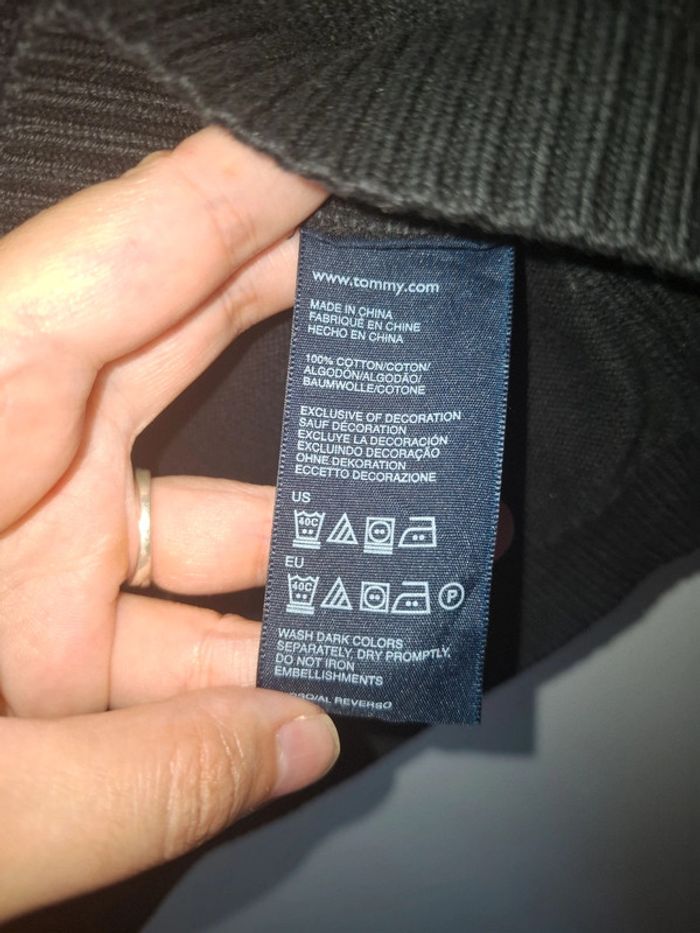 www.tommy.com
MADE IN CHINA
FABRIQUÉ EN CHINE
HECHO EN CHINA
100% COTTON/COTON/
ALGODÓN/ALGODÃO/
BAUMWOLLE/COTONE
EXCLUSIVE OF DECORATION
SAUF DÉCORATION
EXCLUYE LA DECORACIÓN
EXCLUINDO DECORAÇÃO
OHNE DEKORATION
ECCETTO DECORAZIONE
US
40C
EU
40C P
WASH DARK COLORS
SEPARATELY, DRY PROMPTLY,
DO NOT IRON
EMBELLISHMENTS
REVERSO